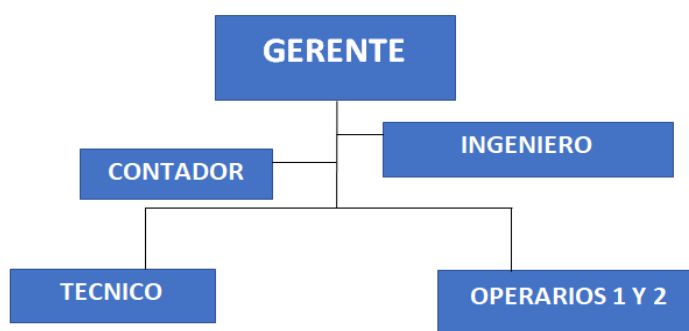 GERENTE
INGENIERO
CONTADOR
TECNICO
OPERARIOS 1 Y 2